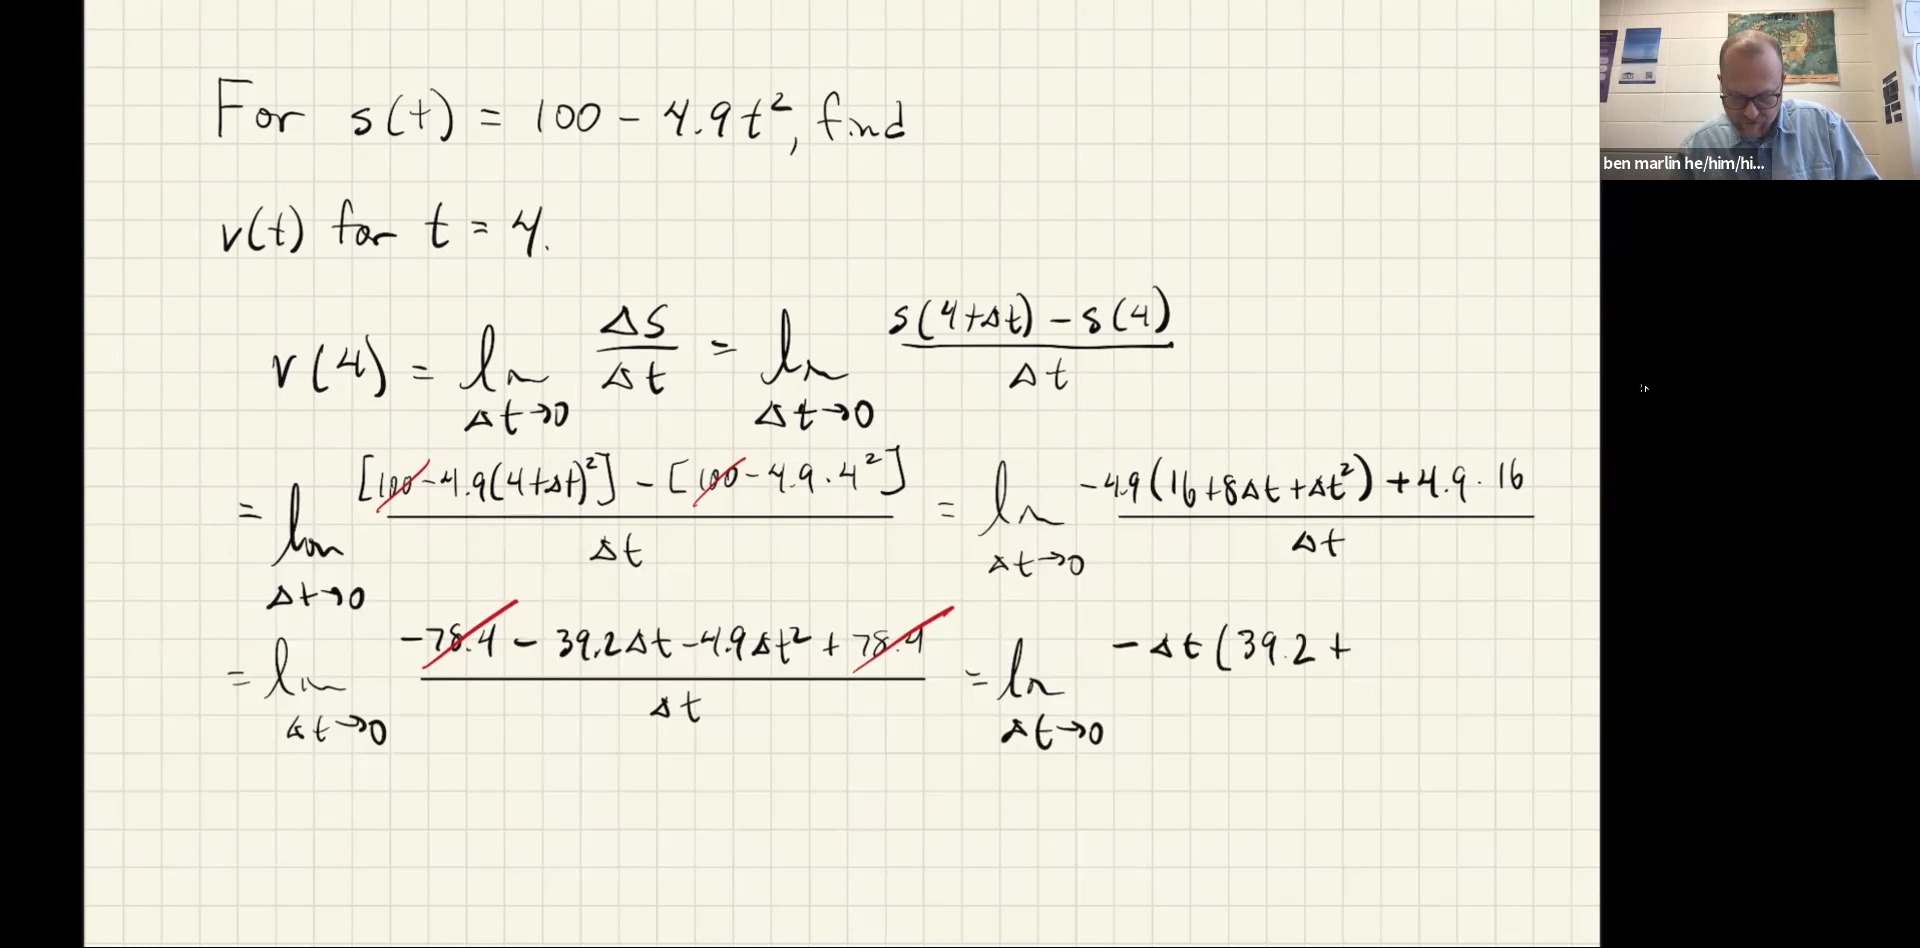 For s(t) = 100 - 4.9t², find
v(t) for t = 4.
v(4) = lim Δt→0 Δs/Δt = lim Δt→0 (s(4+Δt) - s(4))/Δt
= lim Δt→0 ([100-4.9(4+Δt)²] - [100-4.9·4²])/Δt = lim Δt→0 (-4.9(16+8Δt+Δt²)+4.9·16)/Δt
= lim Δt→0 (-78.4 - 39.2Δt - 4.9Δt² + 78.4)/Δt = lim Δt→0 -Δt(39.2 +
ben marlin he/him/hi...